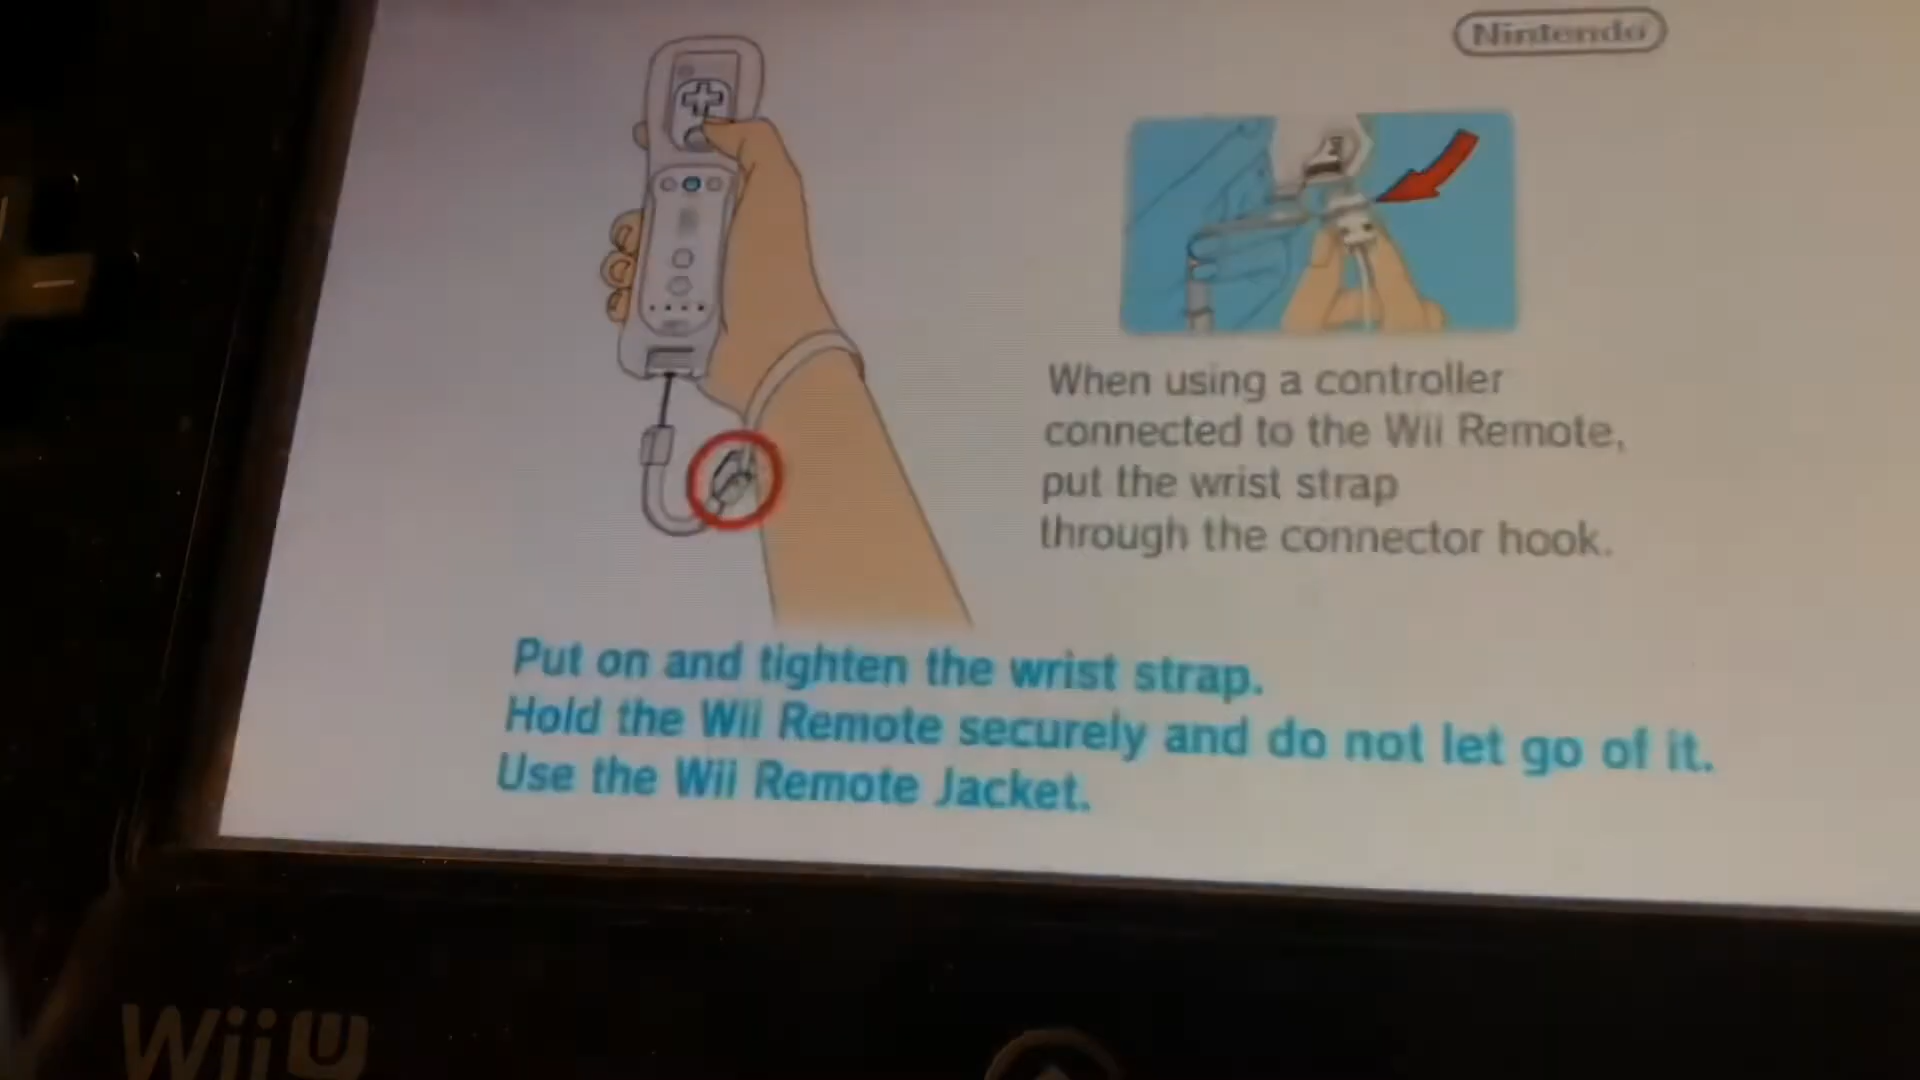 Nintendo
When using a controller
connected to the Wii Remote,
put the wrist strap
through the connector hook.
Put on and tighten the wrist strap.
Hold the Wii Remote securely and do not let go of it.
Use the Wii Remote Jacket.
Wii U